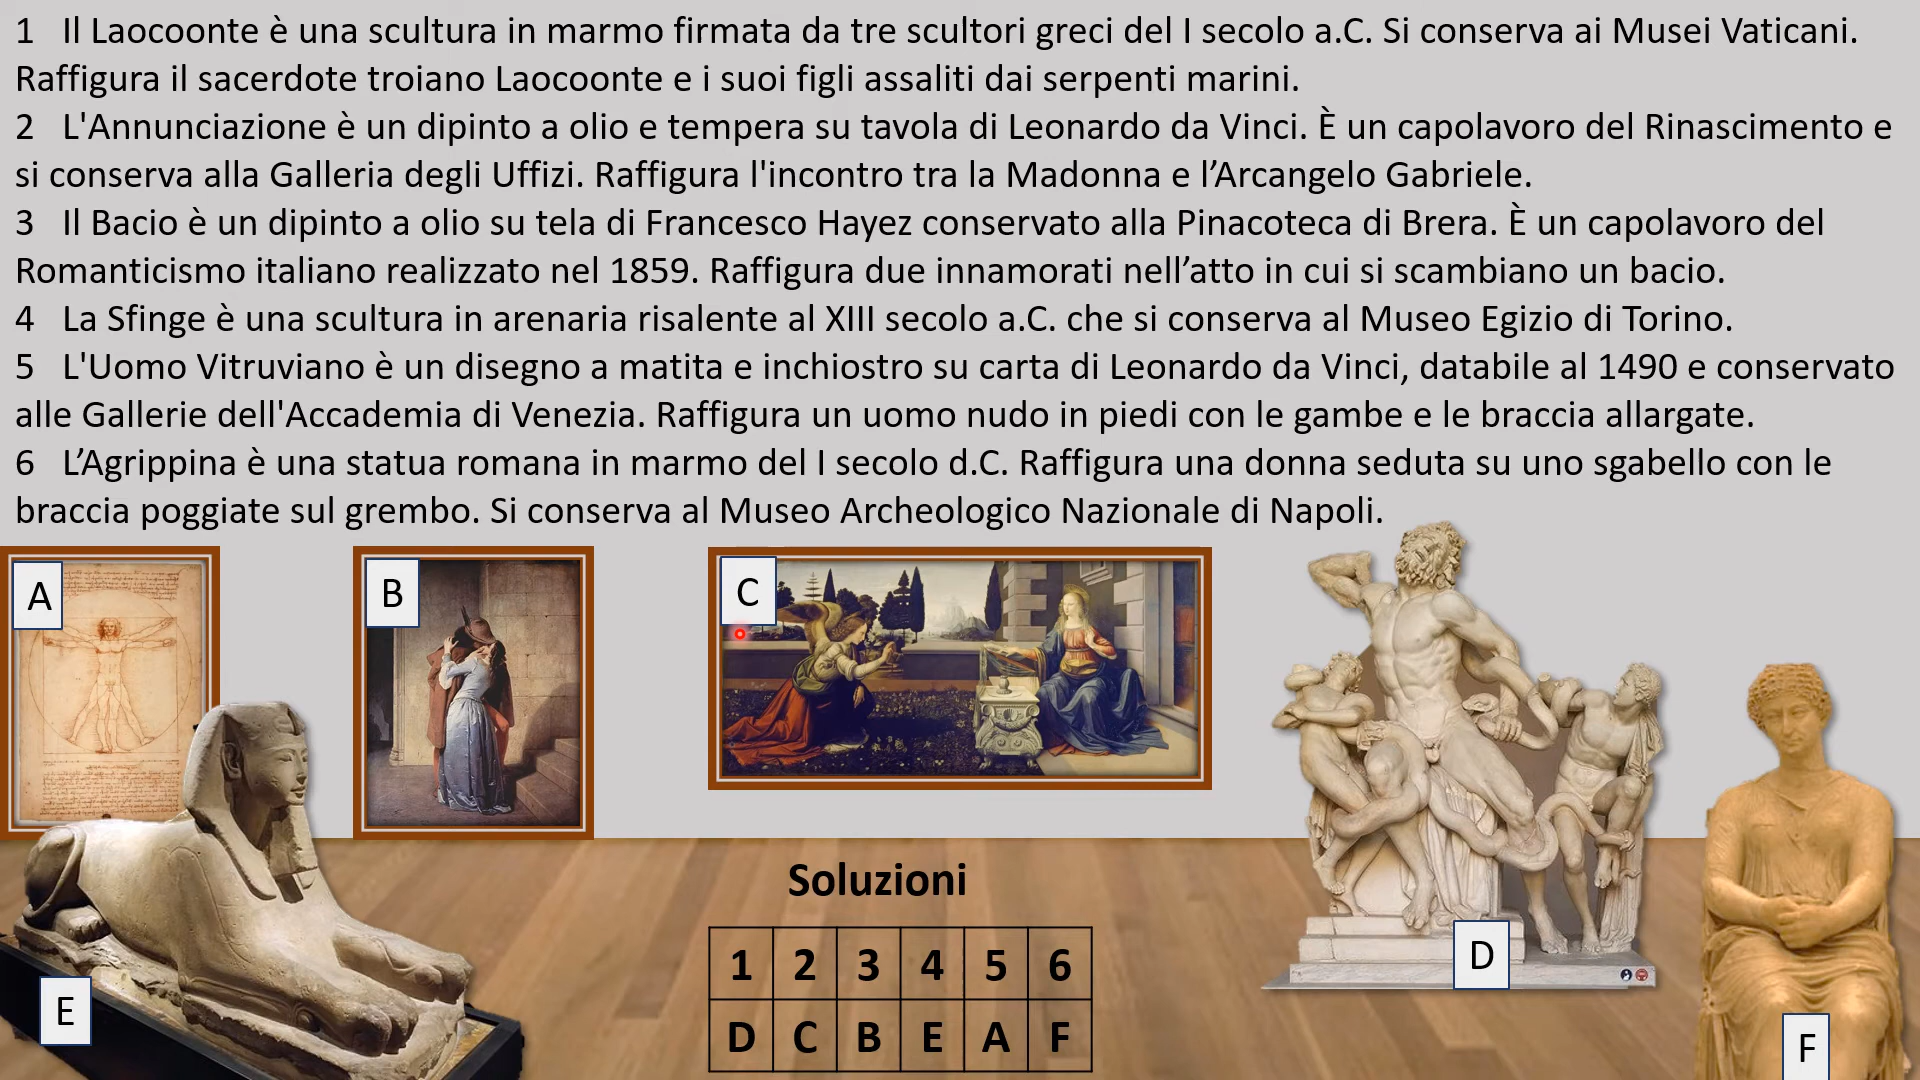 1 Il Laocoonte è una scultura in marmo firmata da tre scultori greci del I secolo a.C. Si conserva ai Musei Vaticani.
Raffigura il sacerdote troiano Laocoonte e i suoi figli assaliti dai serpenti marini.
2 L'Annunciazione è un dipinto a olio e tempera su tavola di Leonardo da Vinci. È un capolavoro del Rinascimento e
si conserva alla Galleria degli Uffizi. Raffigura l'incontro tra la Madonna e l’Arcangelo Gabriele.
3 Il Bacio è un dipinto a olio su tela di Francesco Hayez conservato alla Pinacoteca di Brera. È un capolavoro del
Romanticismo italiano realizzato nel 1859. Raffigura due innamorati nell’atto in cui si scambiano un bacio.
4 La Sfinge è una scultura in arenaria risalente al XIII secolo a.C. che si conserva al Museo Egizio di Torino.
5 L'Uomo Vitruviano è un disegno a matita e inchiostro su carta di Leonardo da Vinci, databile al 1490 e conservato
alle Gallerie dell'Accademia di Venezia. Raffigura un uomo nudo in piedi con le gambe e le braccia allargate.
6 L’Agrippina è una statua romana in marmo del I secolo d.C. Raffigura una donna seduta su uno sgabello con le
braccia poggiate sul grembo. Si conserva al Museo Archeologico Nazionale di Napoli.
A
B
C
D
E
F
Soluzioni
1 2 3 4 5 6
D C B E A F